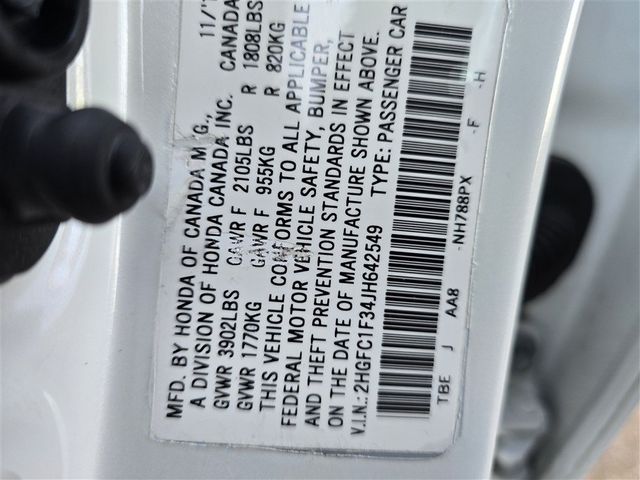 MFD. BY HONDA OF CANADA MFG., 11/1
A DIVISION OF HONDA CANADA INC. CANADA
GVWR 3902LBS GAWR F 2105LBS R 1808LBS
GVWR 1770KG GAWR F 955KG R 820KG
THIS VEHICLE CONFORMS TO ALL APPLICABLE
FEDERAL MOTOR VEHICLE SAFETY, BUMPER,
AND THEFT PREVENTION STANDARDS IN EFFECT
ON THE DATE OF MANUFACTURE SHOWN ABOVE.
V.I.N.: 2HGFC1F34JH642549 TYPE: PASSENGER CAR
TBE J AA8 -NH788PX -F -H